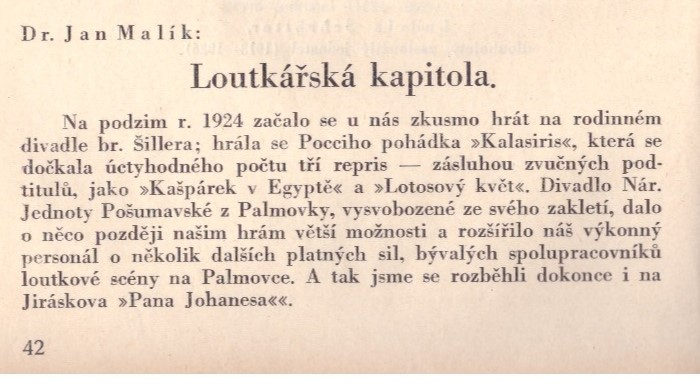 Dr. Jan Malík:
Loutkářská kapitola.
Na podzim r. 1924 začalo se u nás zkusmo hrát na rodinném
divadle br. Šillera; hrála se Pocciho pohádka »Kalasiris«, která se
dočkala úctyhodného počtu tří repris — zásluhou zvučných pod-
titulů, jako »Kašpárek v Egyptě« a »Lotosový květ«. Divadlo Nár.
Jednoty Pošumavské z Palmovky, vysvobozené ze svého zakletí, dalo
o něco později našim hrám větší možnosti a rozšířilo náš výkonný
personál o několik dalších platných sil, bývalých spolupracovníků
loutkové scény na Palmovce. A tak jsme se rozběhli dokonce i na
Jiráskova »Pana Johanesa««.
42